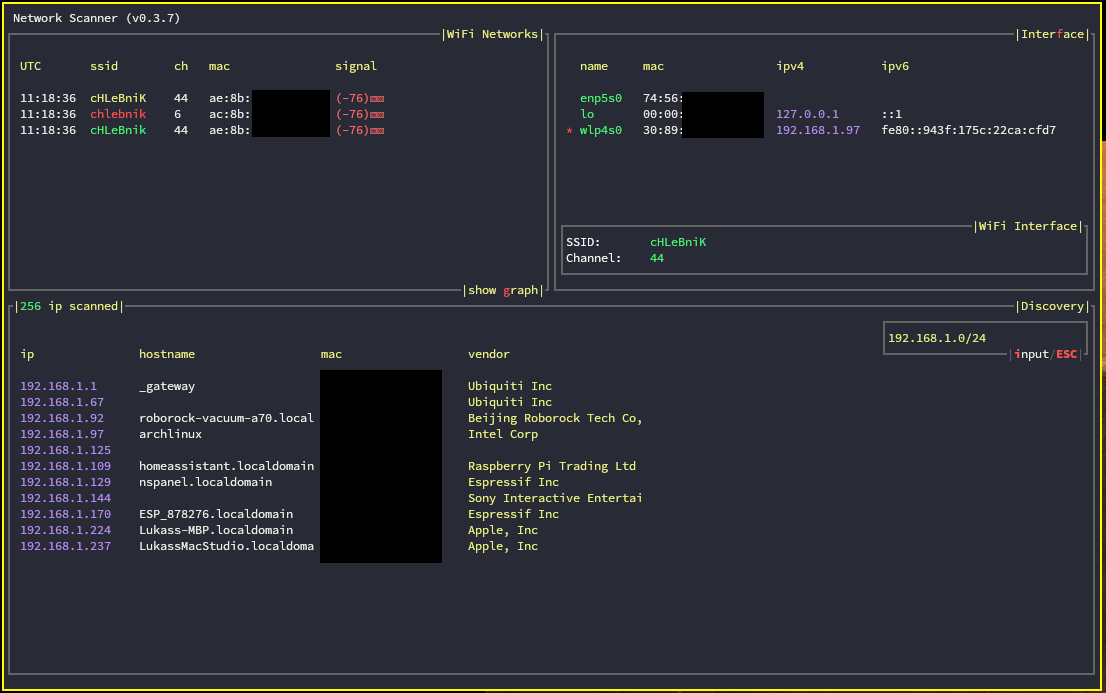 Network Scanner (v0.3.7)
|WiFi Networks|
UTC ssid ch mac signal
11:18:36 cHLeBniK 44 ae:8b: (-76)
11:18:36 chlebnik 6 ac:8b: (-76)
11:18:36 cHLeBnik 44 ae:8b: (-76)
|show graph|
|Interface|
name mac ipv4 ipv6
enp5s0 74:56:
lo 00:00: 127.0.0.1 ::1
* wlp4s0 30:89: 192.168.1.97 fe80::943f:175c:22ca:cfd7
|WiFi Interface|
SSID: cHLeBniK
Channel: 44
|256 ip scanned|
|Discovery|
192.168.1.0/24
|input/ESC|
ip hostname mac vendor
192.168.1.1 _gateway Ubiquiti Inc
192.168.1.67 Ubiquiti Inc
192.168.1.92 roborock-vacuum-a70.local Beijing Roborock Tech Co,
192.168.1.97 archlinux Intel Corp
192.168.1.125
192.168.1.109 homeassistant.localdomain Raspberry Pi Trading Ltd
192.168.1.129 nspanel.localdomain Espressif Inc
192.168.1.144 Sony Interactive Entertai
192.168.1.170 ESP_878276.localdomain Espressif Inc
192.168.1.224 Lukass-MBP.localdomain Apple, Inc
192.168.1.237 LukassMacStudio.localdoma Apple, Inc